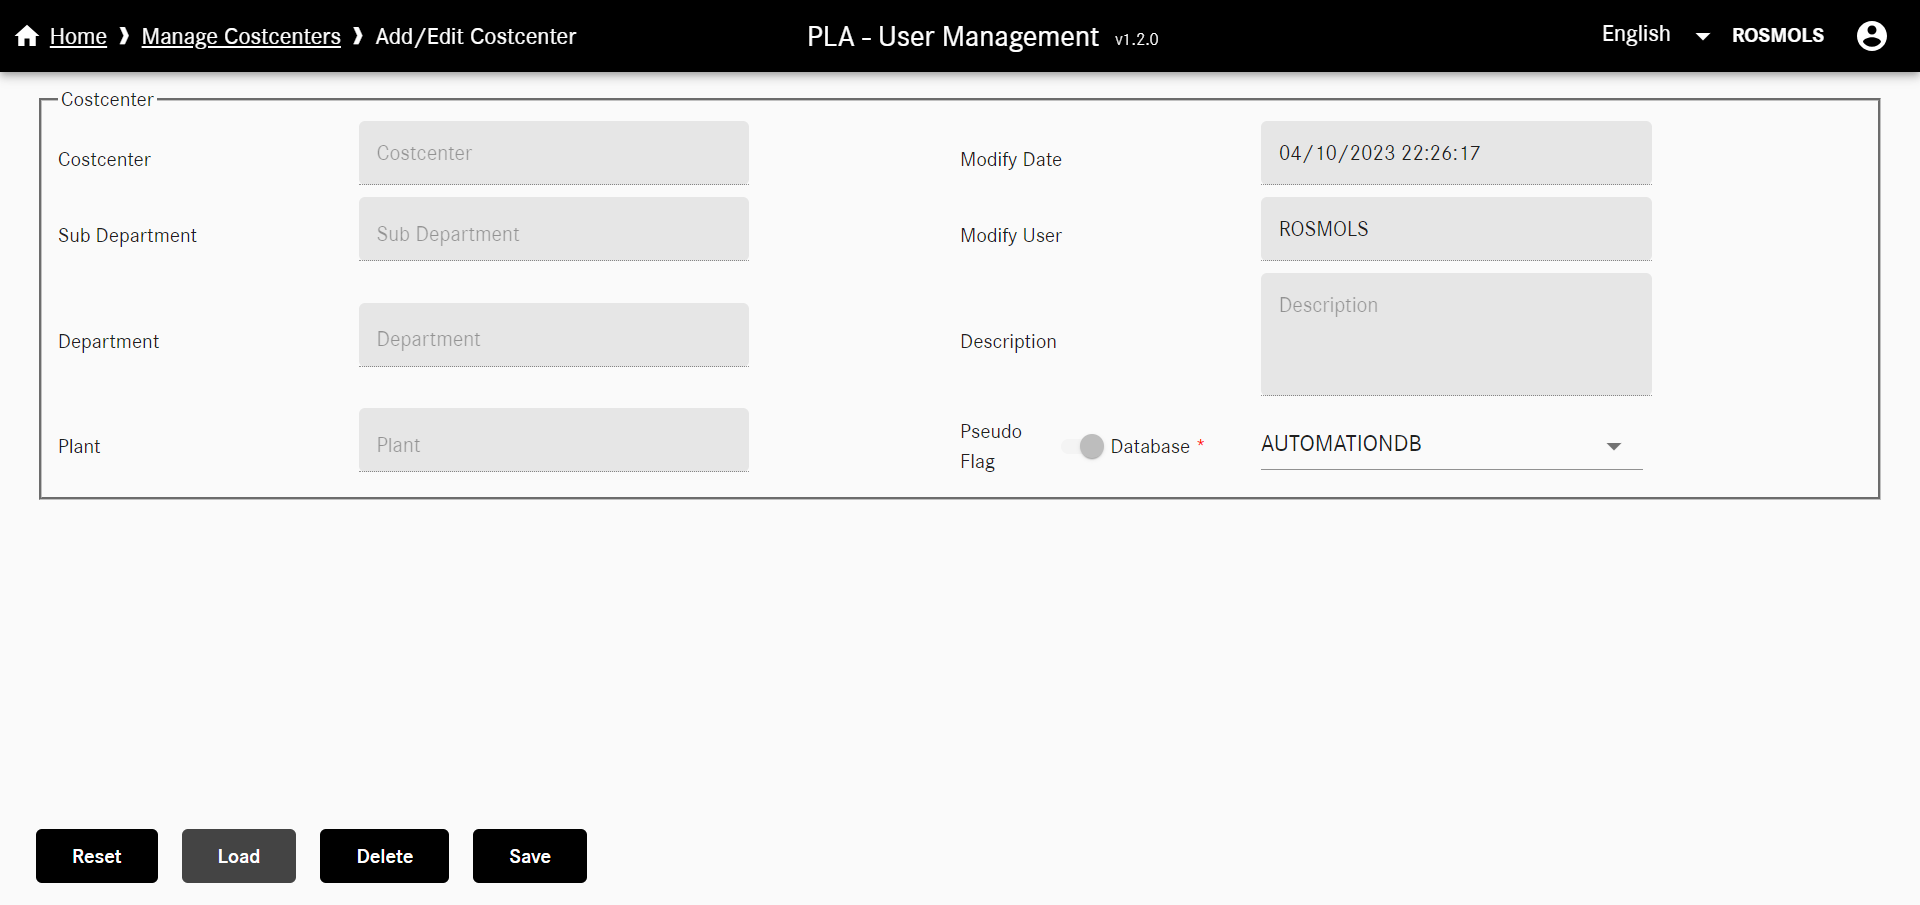 Home ❱ Manage Costcenters ❱ Add/Edit Costcenter
PLA - User Management v1.2.0
English
ROSMOLS
Costcenter
Costcenter
Costcenter
Modify Date
04/10/2023 22:26:17
Sub Department
Sub Department
Modify User
ROSMOLS
Department
Department
Description
Description
Plant
Plant
Pseudo
Flag
Database *
AUTOMATIONDB
Reset
Load
Delete
Save